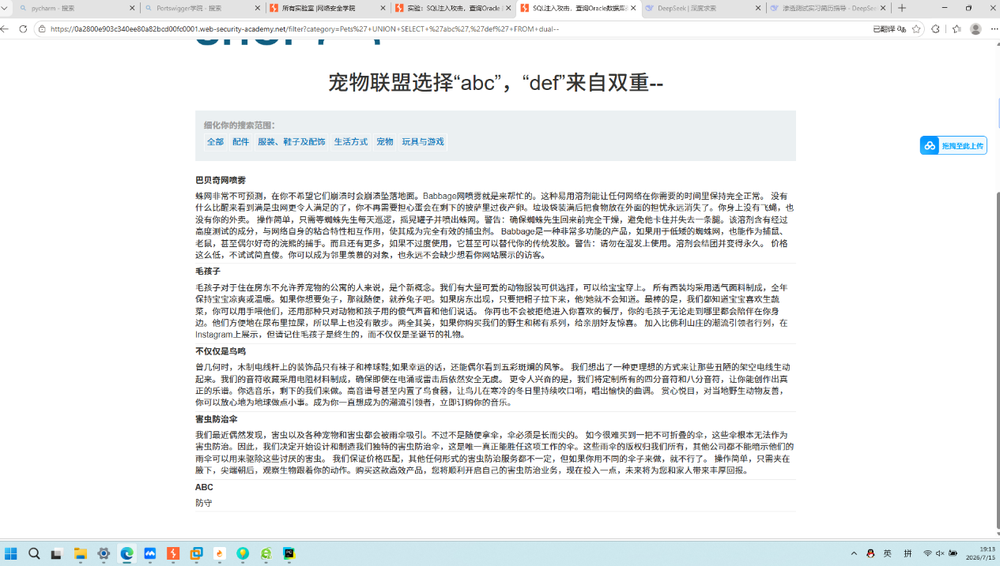 pycharm - 搜索
Portswigger学院 - 搜索
所有实验室 |网络安全学院
实验：SQL注入攻击，查询Oracle
SQL注入攻击，查询Oracle数据库
DeepSeek | 深度求索
渗透测试实习简历指导 - DeepSee
https://0a2800e903c340ee80a82bcd00fc0001.web-security-academy.net/filter?category=Pets%27+UNION+SELECT+%27abc%27,%27def%27+FROM+dual--
已翻译
宠物联盟选择“abc”，“def”来自双重--
细化你的搜索范围：
全部 配件 服装、鞋子及配饰 生活方式 宠物 玩具与游戏
拖拽至此上传
巴贝奇网喷雾
蛛网非常不可预测，在你不希望它们崩溃时会崩溃坠落地面。Babbage网喷雾就是来帮忙的。这种易用溶剂能让任何网络在你需要的时间里保持完全正常。 没有
什么比醒来看到满是虫网更令人满足的了，你不再需要担心蛋会在剩下的披萨里过夜产卵。垃圾袋装满后把食物放在外面的担忧永远消失了。你身上没有飞蝇，也
没有你的外卖。 操作简单，只需等蜘蛛先生每天巡逻，摇晃罐子并喷出蛛网。警告：确保蜘蛛先生回来前完全干燥，避免他卡住并失去一条腿。该溶剂含有经过
高度测试的成分，与网络自身的粘合特性相互作用，使其成为完全有效的捕虫剂。 Babbage是一种非常多功能的产品，如果用于低矮的蜘蛛网，也能作为捕鼠、
老鼠，甚至偶尔好奇的浣熊的捕手。而且还有更多，如果不过度使用，它甚至可以替代你的传统发胶。警告：请勿在湿发上使用。溶剂会结团并变得永久。 价格
这么低，不试试简直傻。你可以成为邻里羡慕的对象，也永远不会缺少想看你网站展示的访客。
毛孩子
毛孩子对于住在房东不允许养宠物的公寓的人来说，是个新概念。我们有大量可爱的动物服装可供选择，可以给宝宝穿上。 所有西装均采用透气面料制成，全年
保持宝宝凉爽或温暖。如果你想要兔子，那就随便，就养兔子吧。如果房东出现，只要把帽子拉下来，他/她就不会知道。最棒的是，我们都知道宝宝喜欢生蔬
菜，你可以用手喂他们，还用那种只对动物和孩子用的傻气声音和他们说话。 你再也不会被拒绝进入你喜欢的餐厅，你的毛孩子无论走到哪里都会陪伴在你身
边。他们方便地在尿布里拉屎，所以早上也没有散步。两全其美，如果你购买我们的野生和稀有系列，给亲朋好友惊喜。 加入比佛利山庄的潮流引领者行列，在
Instagram上展示，但请记住毛孩子是终生的，而不仅仅是圣诞节的礼物。
不仅仅是鸟鸣
曾几何时，木制电线杆上的装饰品只有袜子和棒球鞋;如果幸运的话，还能偶尔看到五彩斑斓的风筝。 我们想出了一种更理想的方式来让那些丑陋的架空电线生动
起来。我们的音符收藏采用电阻材料制成，确保即使在电涌或雷击后依然安全无虞。 更令人兴奋的是，我们将定制所有的四分音符和八分音符，让你能创作出真
正的乐谱。你选音乐，剩下的我们来做。高音谱号甚至内置了鸟食器，让鸟儿在寒冷的冬日里持续吹口哨，唱出愉快的曲调。 赏心悦目，对当地野生动物友善，
你可以放心地为地球做点小事。成为你一直想成为的潮流引领者，立即订购你的音乐。
害虫防治伞
我们最近偶然发现，害虫以及各种宠物和害虫都会被雨伞吸引。不过不是随便拿伞，伞必须是长而尖的。 如今很难买到一把不可折叠的伞，这些伞根本无法作为
害虫防治。因此，我们决定开始设计和制造我们独特的害虫防治伞，这是唯一真正能胜任这项工作的伞。这些雨伞的版权归我们所有，其他公司都不能暗示他们的
雨伞可以用来驱除这些讨厌的害虫。 我们保证价格匹配，其他任何形式的害虫防治服务都不一定，但如果你用不同的伞子来做，就不行了。 操作简单，只需夹在
腋下，尖端朝后，观察生物跟着你的动作。购买这款高效产品，您将顺利开启自己的害虫防治业务，现在投入一点，未来将为您和家人带来丰厚回报。
ABC
防守
英 拼
19:13
2026/7/15